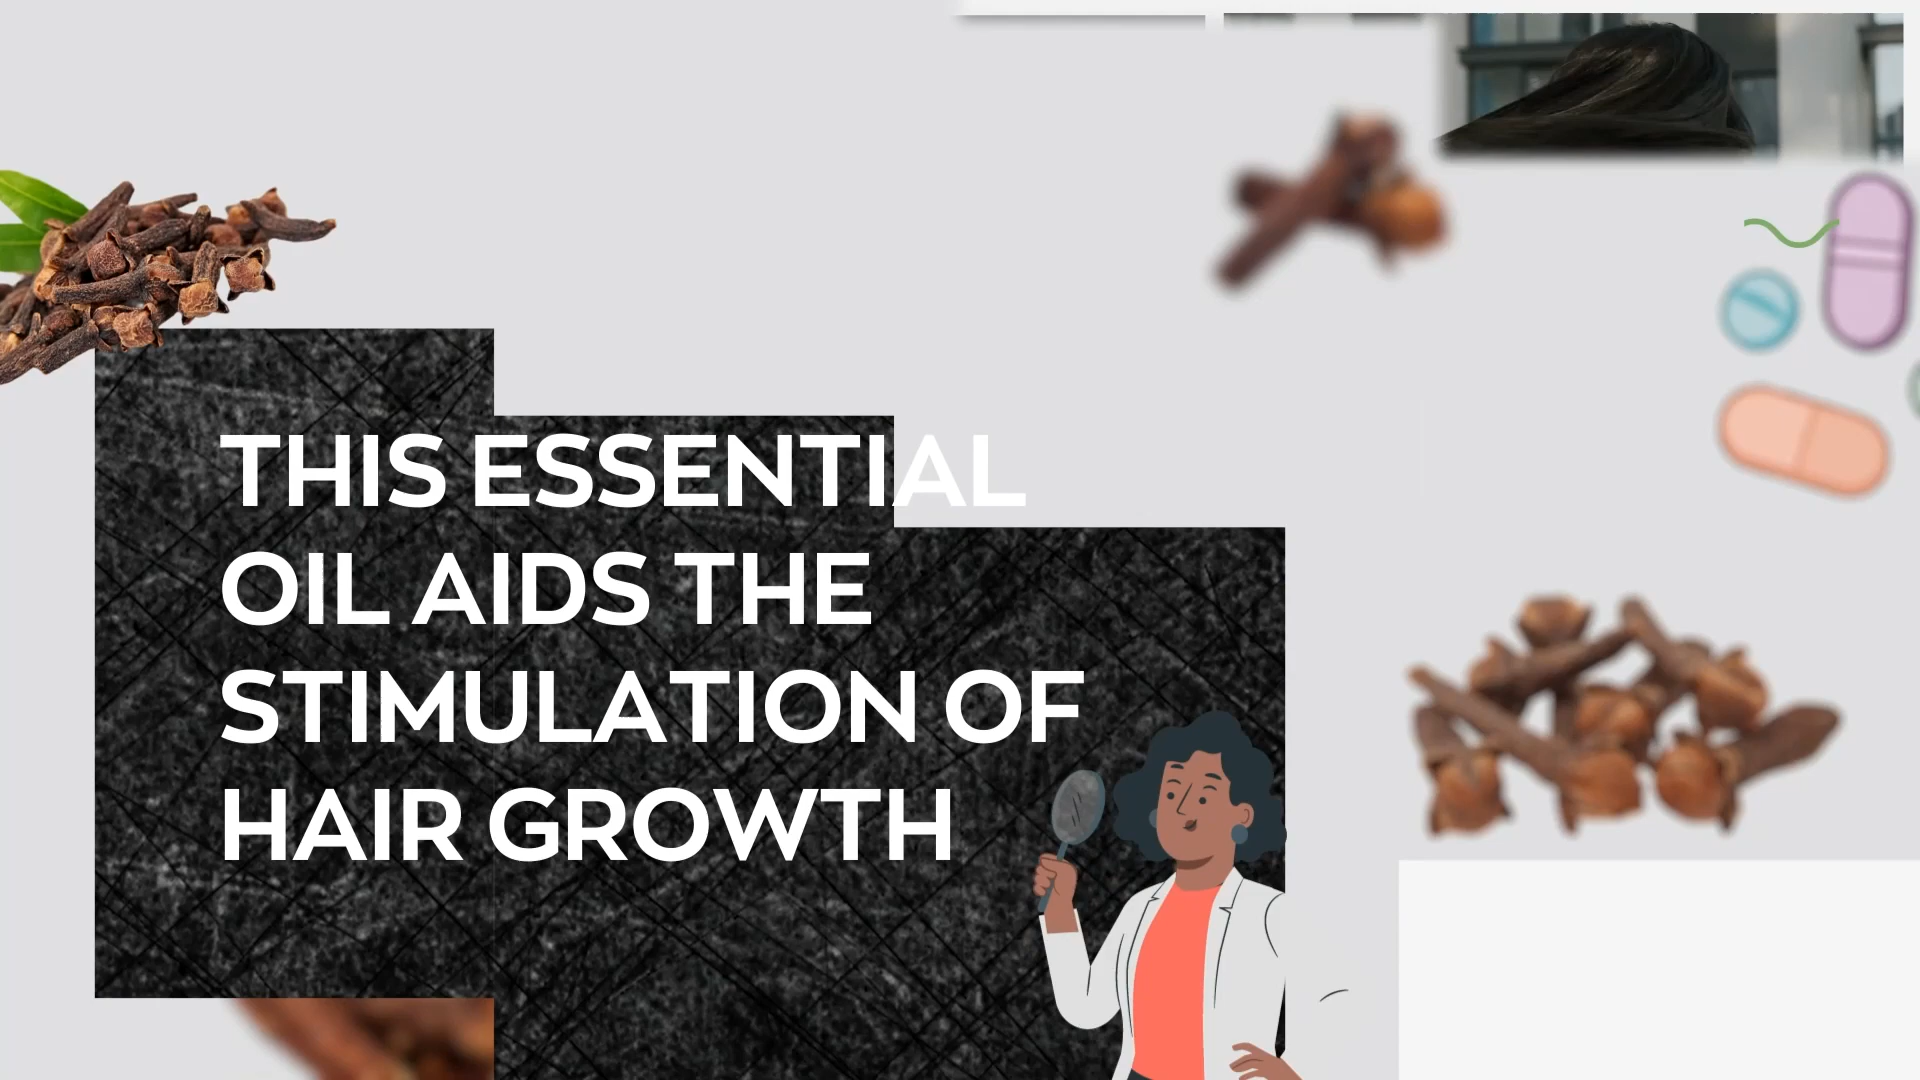 THIS ESSENTIAL
OIL AIDS THE
STIMULATION OF
HAIR GROWTH